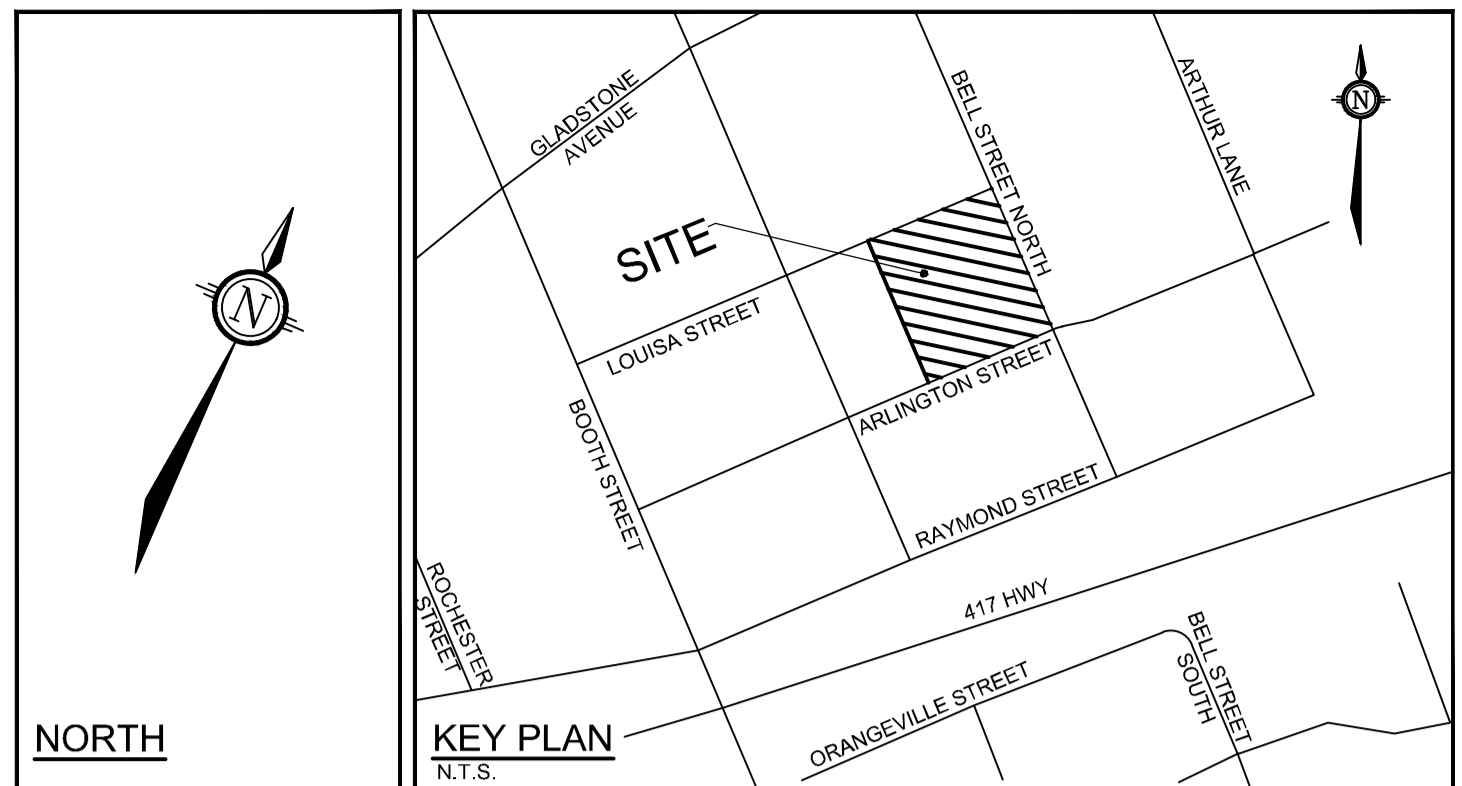 N
NORTH
GLADSTONE
AVENUE
BELL STREET NORTH
ARTHUR LANE
N
SITE
LOUISA STREET
ARLINGTON STREET
BOOTH STREET
RAYMOND STREET
ROCHESTER
STREET
417 HWY
ORANGEVILLE STREET
BELL STREET
SOUTH
KEY PLAN
N.T.S.